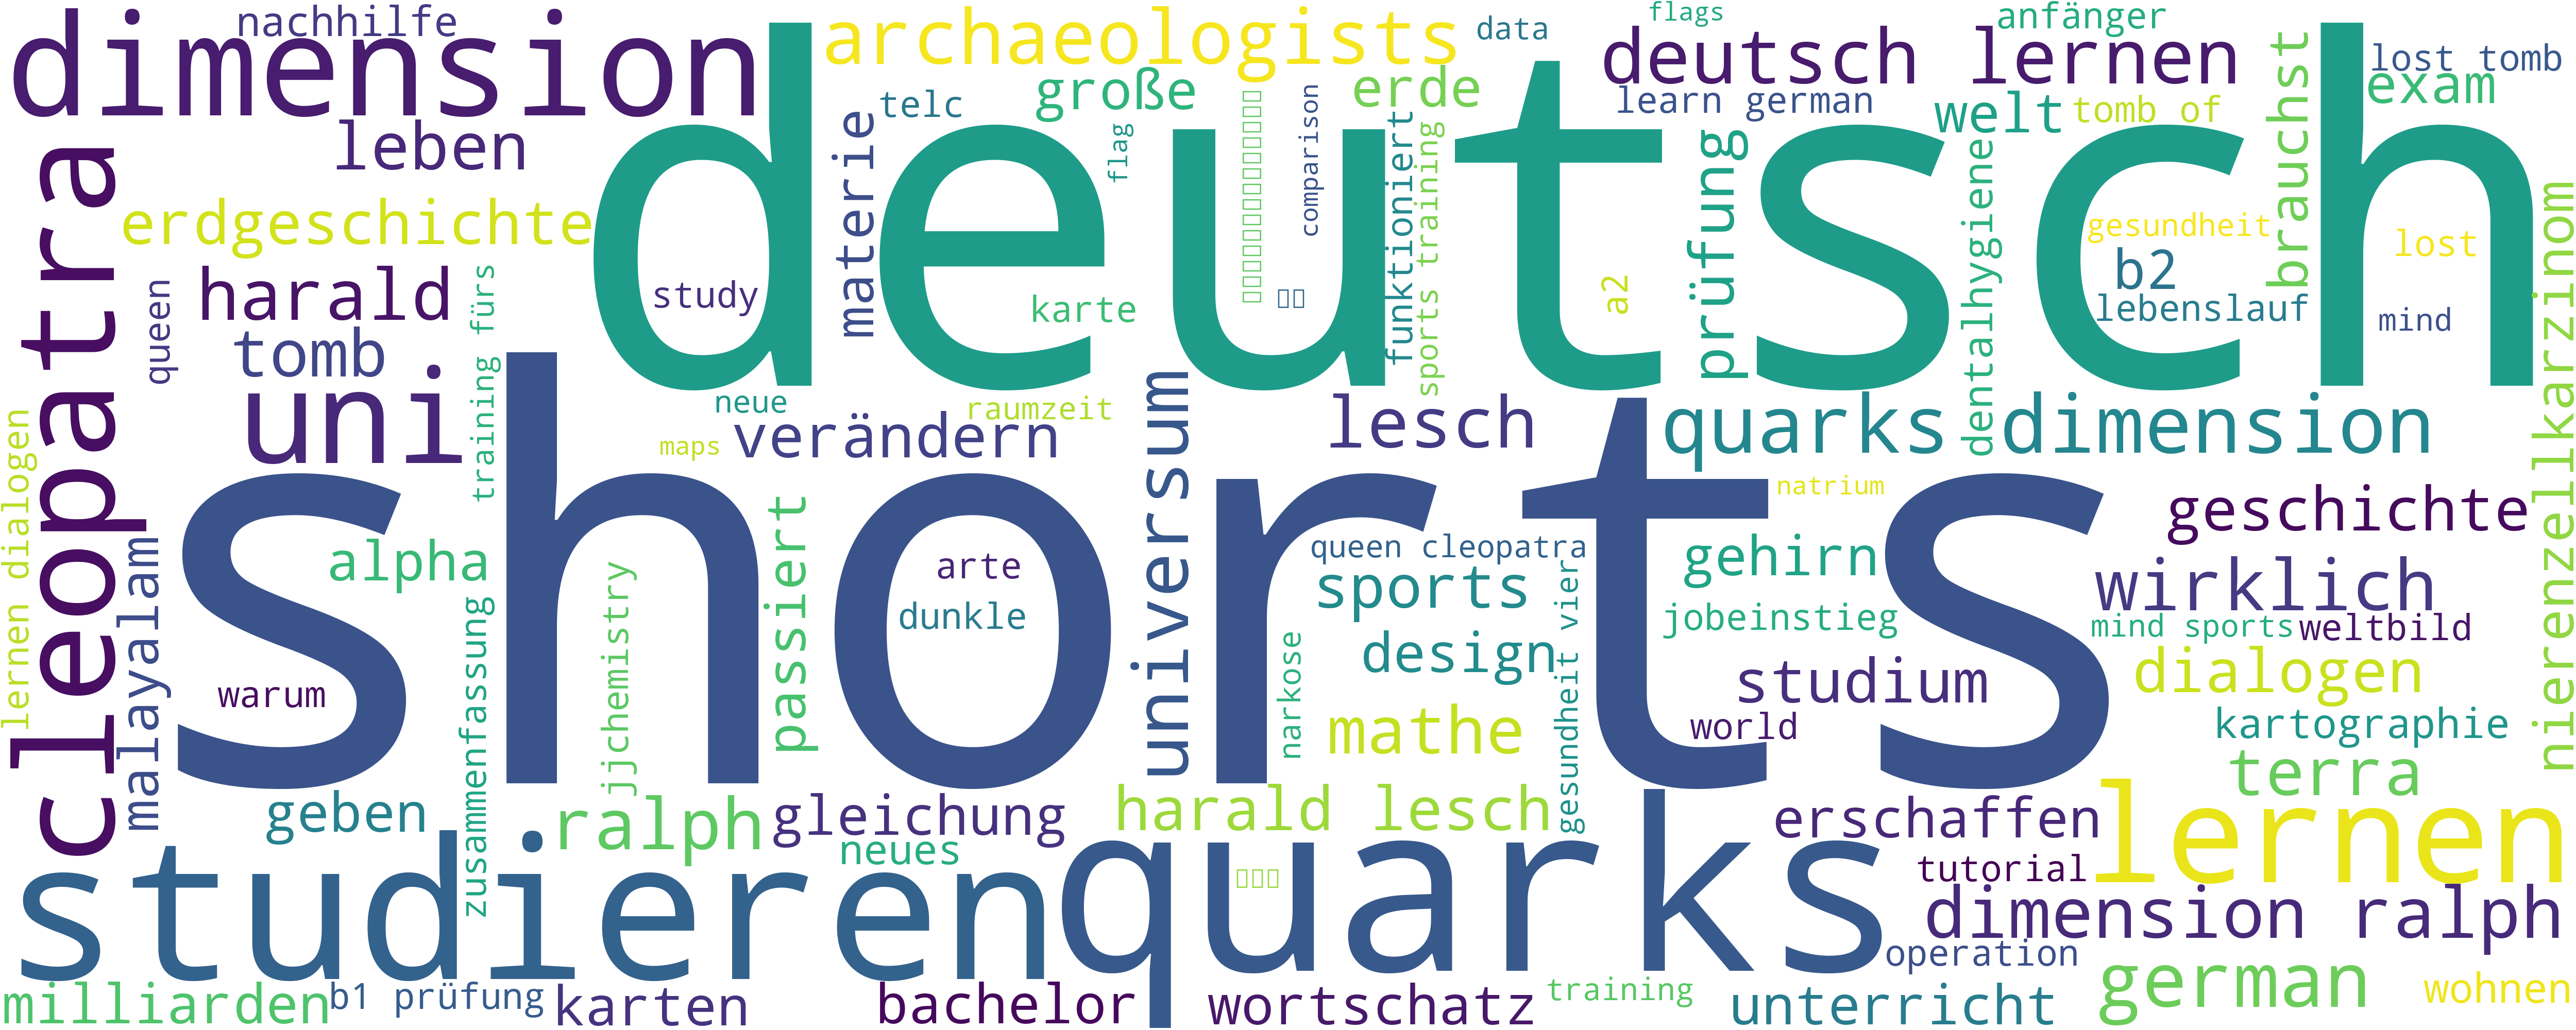 nachhilfe
dimension
archaeologists
data
flags
anfänger
deutsch lernen
lost tomb
exam
leben
telc
große
erde
learn german
welt
tomb of
brauchst
cleopatra
deutsch
materie
flag
comparison
funktioniert
sports training
prüfung
dentalhygiene
erdgeschichte
gesundheit
lost
b2
lebenslauf
mind
harald
queen
training fürs
study
karte
a2
nierenzellkarzinom
tomb
uni
neue
raumzeit
maps
verändern
universum
lesch
quarks dimension
lernen dialogen
shorts
natrium
geschichte
malayalam
alpha
passiert
arte
queen cleopatra
gehirn
wirklich
jjchemistry
dunkle
sports
gesundheit vier
jobeinstieg
mind sports
weltbild
zusammenfassung
narkose
design
studium
dialogen
warum
mathe
world
kartographie
terra
geben
ralph
gleichung
harald lesch
erschaffen
lernen
neues
studieren
quarks
tutorial
dimension ralph
operation
milliarden
b1 prüfung
karten
bachelor
wortschatz
training
unterricht
german
wohnen